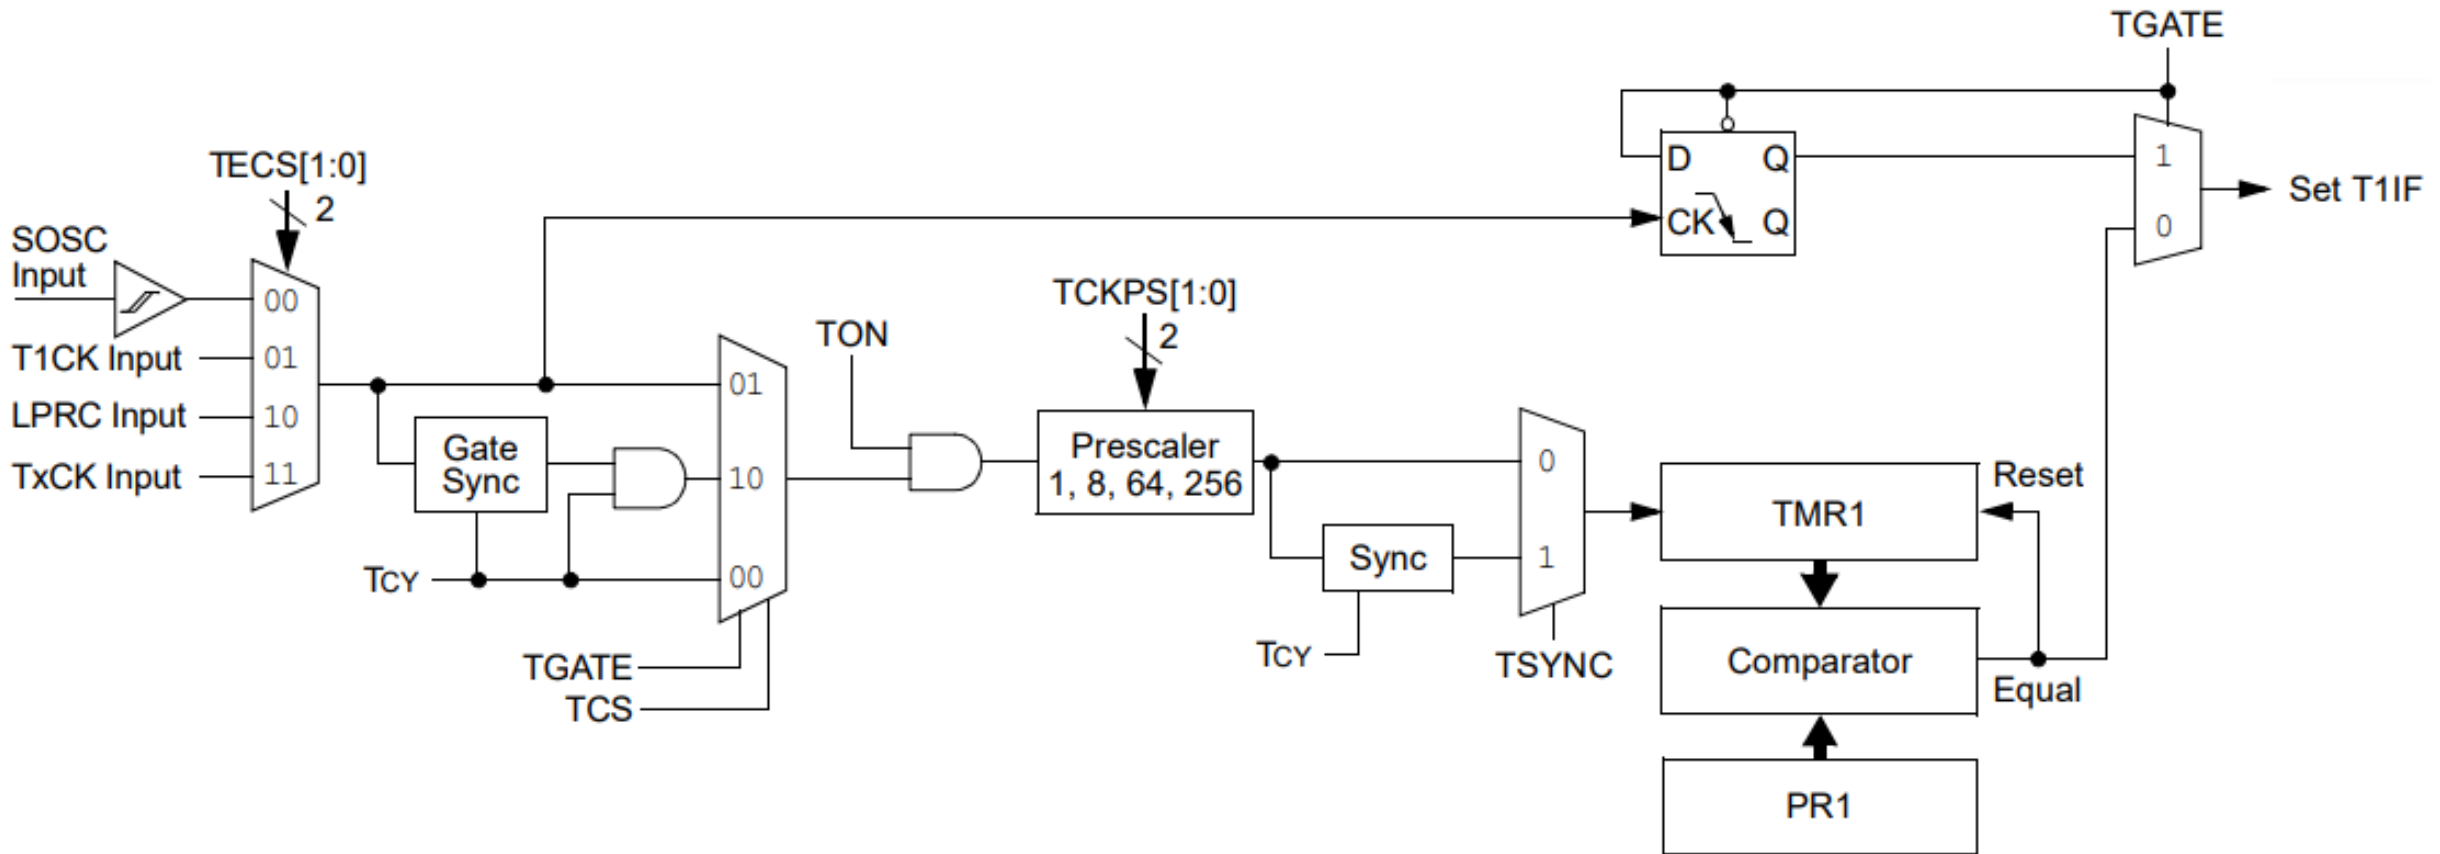 TGATE
D
Q
1
TECS[1:0]
2
CK
Q
Set T1IF
0
SOSC
Input
00
T1CK Input
01
LPRC Input
10
TxCK Input
11
TCKPS[1:0]
2
TON
01
Gate
Sync
10
00
TCY
TGATE
TCS
Prescaler
1, 8, 64, 256
0
Sync
1
TCY
TSYNC
Reset
TMR1
Comparator
Equal
PR1